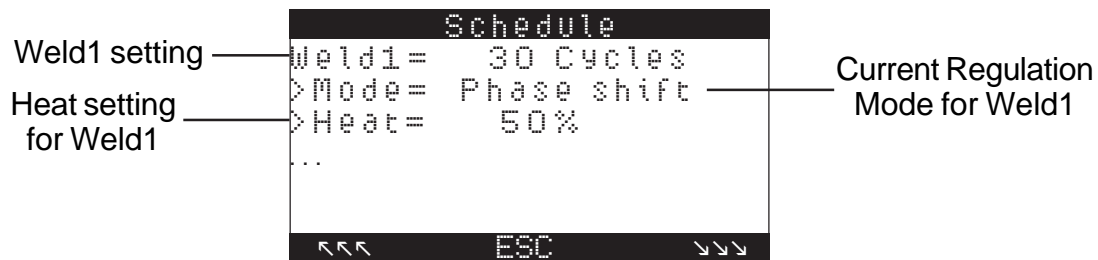 Schedule
Weld1 setting
Weld1= 30 Cycles
>Mode= Phase shift
Current Regulation
Mode for Weld1
Heat setting
for Weld1
>Heat= 50%
...
↖↖↖ ESC ↘↘↘